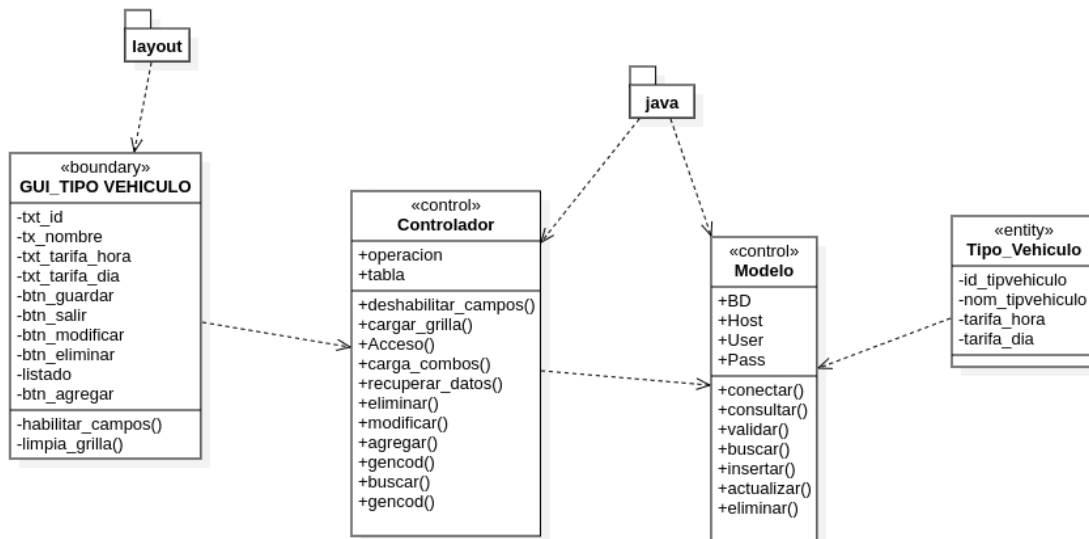 layout
java
«boundary»
GUI_TIPO VEHICULO
-txt_id
-tx_nombre
-txt_tarifa_hora
-txt_tarifa_dia
-btn_guardar
-btn_salir
-btn_modificar
-btn_eliminar
-listado
-btn_agregar
-habilitar_campos()
-limpia_grilla()
«control»
Controlador
+operacion
+tabla
+deshabilitar_campos()
+cargar_grilla()
+Acceso()
+carga_combos()
+recuperar_datos()
+eliminar()
+modificar()
+agregar()
+gencod()
+buscar()
+gencod()
«control»
Modelo
+BD
+Host
+User
+Pass
+conectar()
+consultar()
+validar()
+buscar()
+insertar()
+actualizar()
+eliminar()
«entity»
Tipo_Vehiculo
-id_tipvehiculo
-nom_tipvehiculo
-tarifa_hora
-tarifa_dia